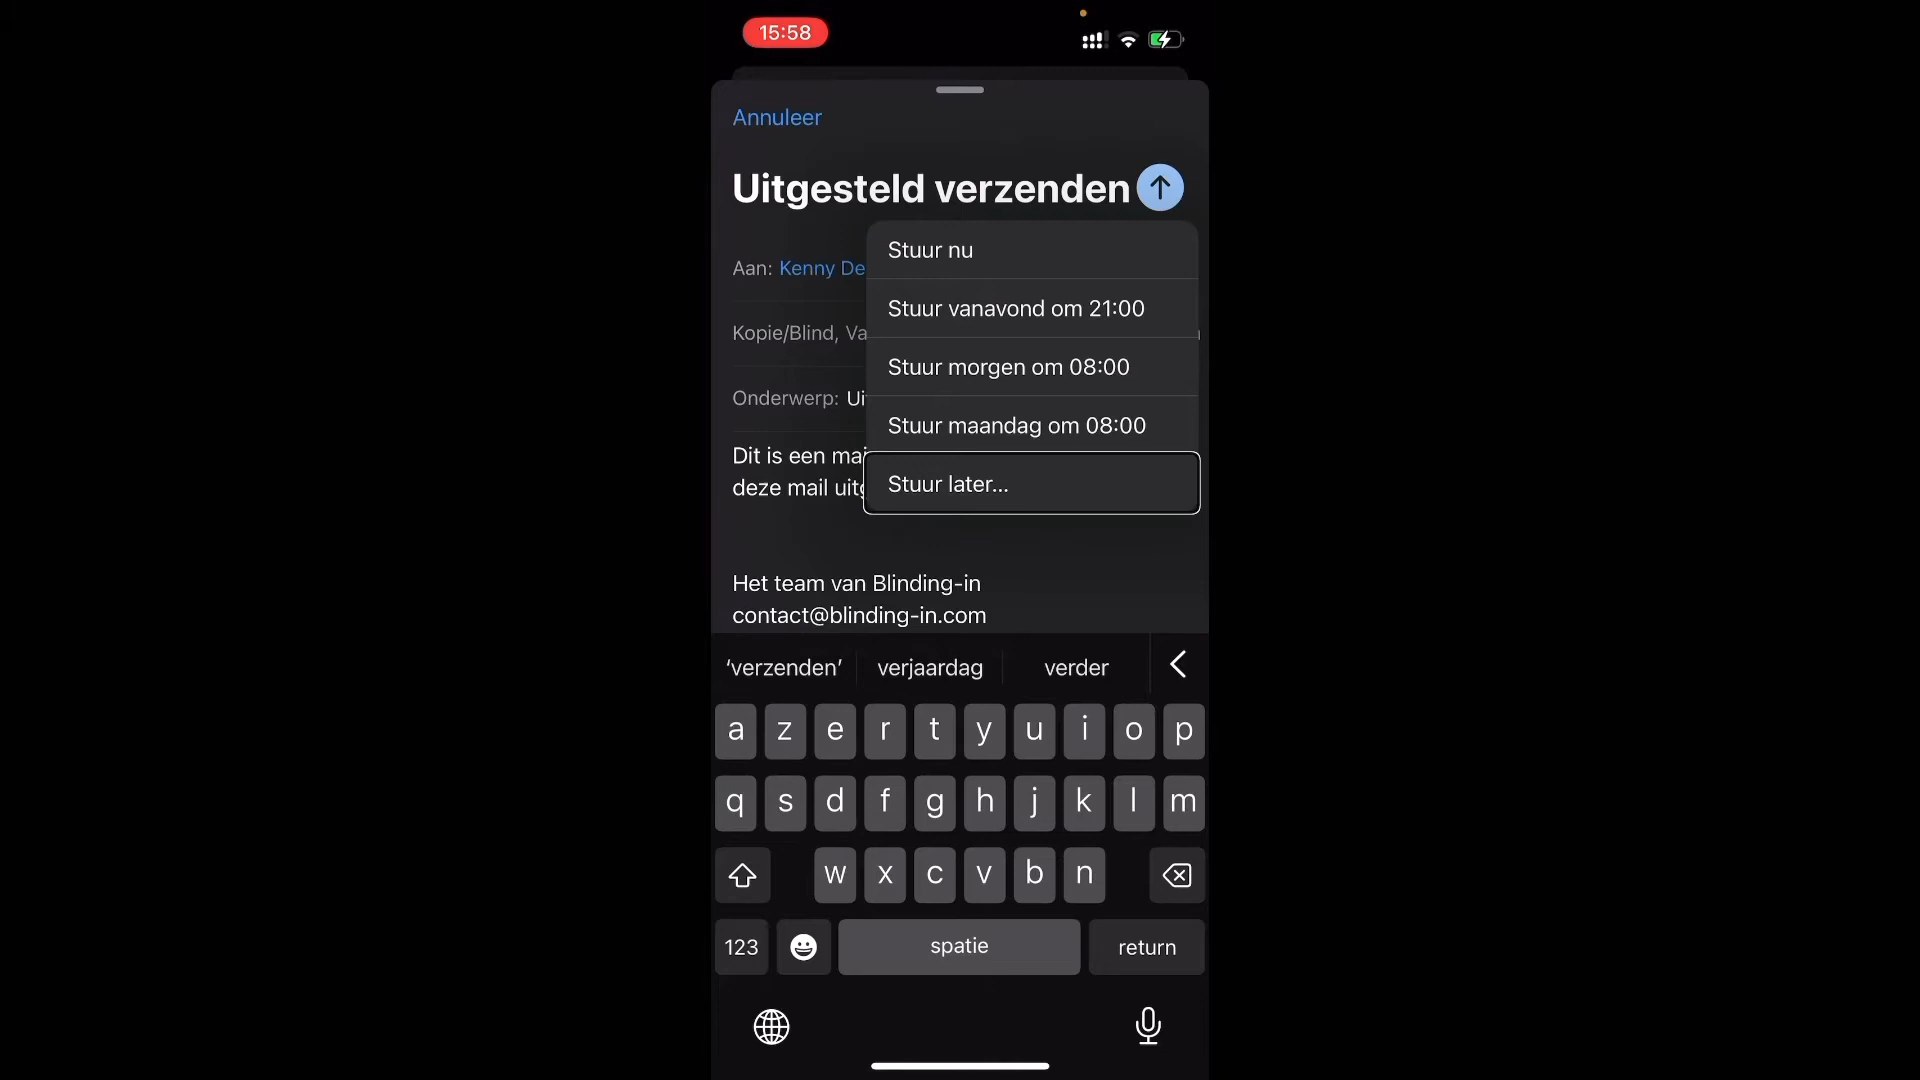 15:58
Annuleer
Uitgesteld verzenden
Stuur nu
Aan: Kenny De
Stuur vanavond om 21:00
Kopie/Blind, Va
Stuur morgen om 08:00
Onderwerp: Ui
Stuur maandag om 08:00
Dit is een mai
deze mail uitg
Stuur later...
Het team van Blinding-in
contact@blinding-in.com
‘verzenden’ verjaardag verder
a z e r t y u i o p
q s d f g h j k l m
w x c v b n
123 spatie return